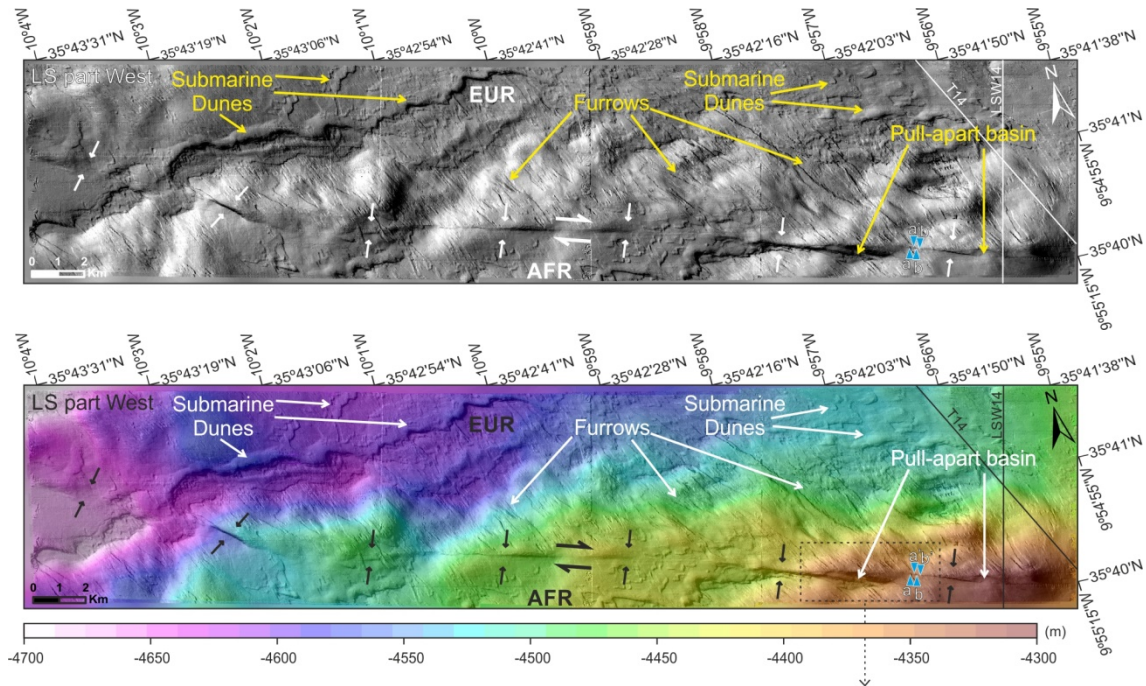 10°4'W
35°43'31"N
10°3'W
35°43'19"N
10°2'W
35°43'06"N
10°1'W
35°42'54"N
10°W
35°42'41"N
9°59'W
35°42'28"N
9°58'W
35°42'16"N
9°57'W
35°42'03"N
9°56'W
35°41'50"N
9°55'W
35°41'38"N
LS part West
Submarine
Dunes
EUR
Furrows
Submarine
Dunes
Pull-apart basin
T14
LSW14
N
35°41'N
9°54'55"W
35°40'N
9°55'15"W
AFR
0 1 2
Km
10°4'W
35°43'31"N
10°3'W
35°43'19"N
10°2'W
35°43'06"N
10°1'W
35°42'54"N
10°W
35°42'41"N
9°59'W
35°42'28"N
9°58'W
35°42'16"N
9°57'W
35°42'03"N
9°56'W
35°41'50"N
9°55'W
35°41'38"N
LS part West
Submarine
Dunes
EUR
Furrows
Submarine
Dunes
Pull-apart basin
T14
LSW14
N
35°41'N
9°54'55"W
35°40'N
9°55'15"W
a b
AFR
0 1 2
Km
-4700 -4650 -4600 -4550 -4500 -4450 -4400 -4350 -4300
(m)